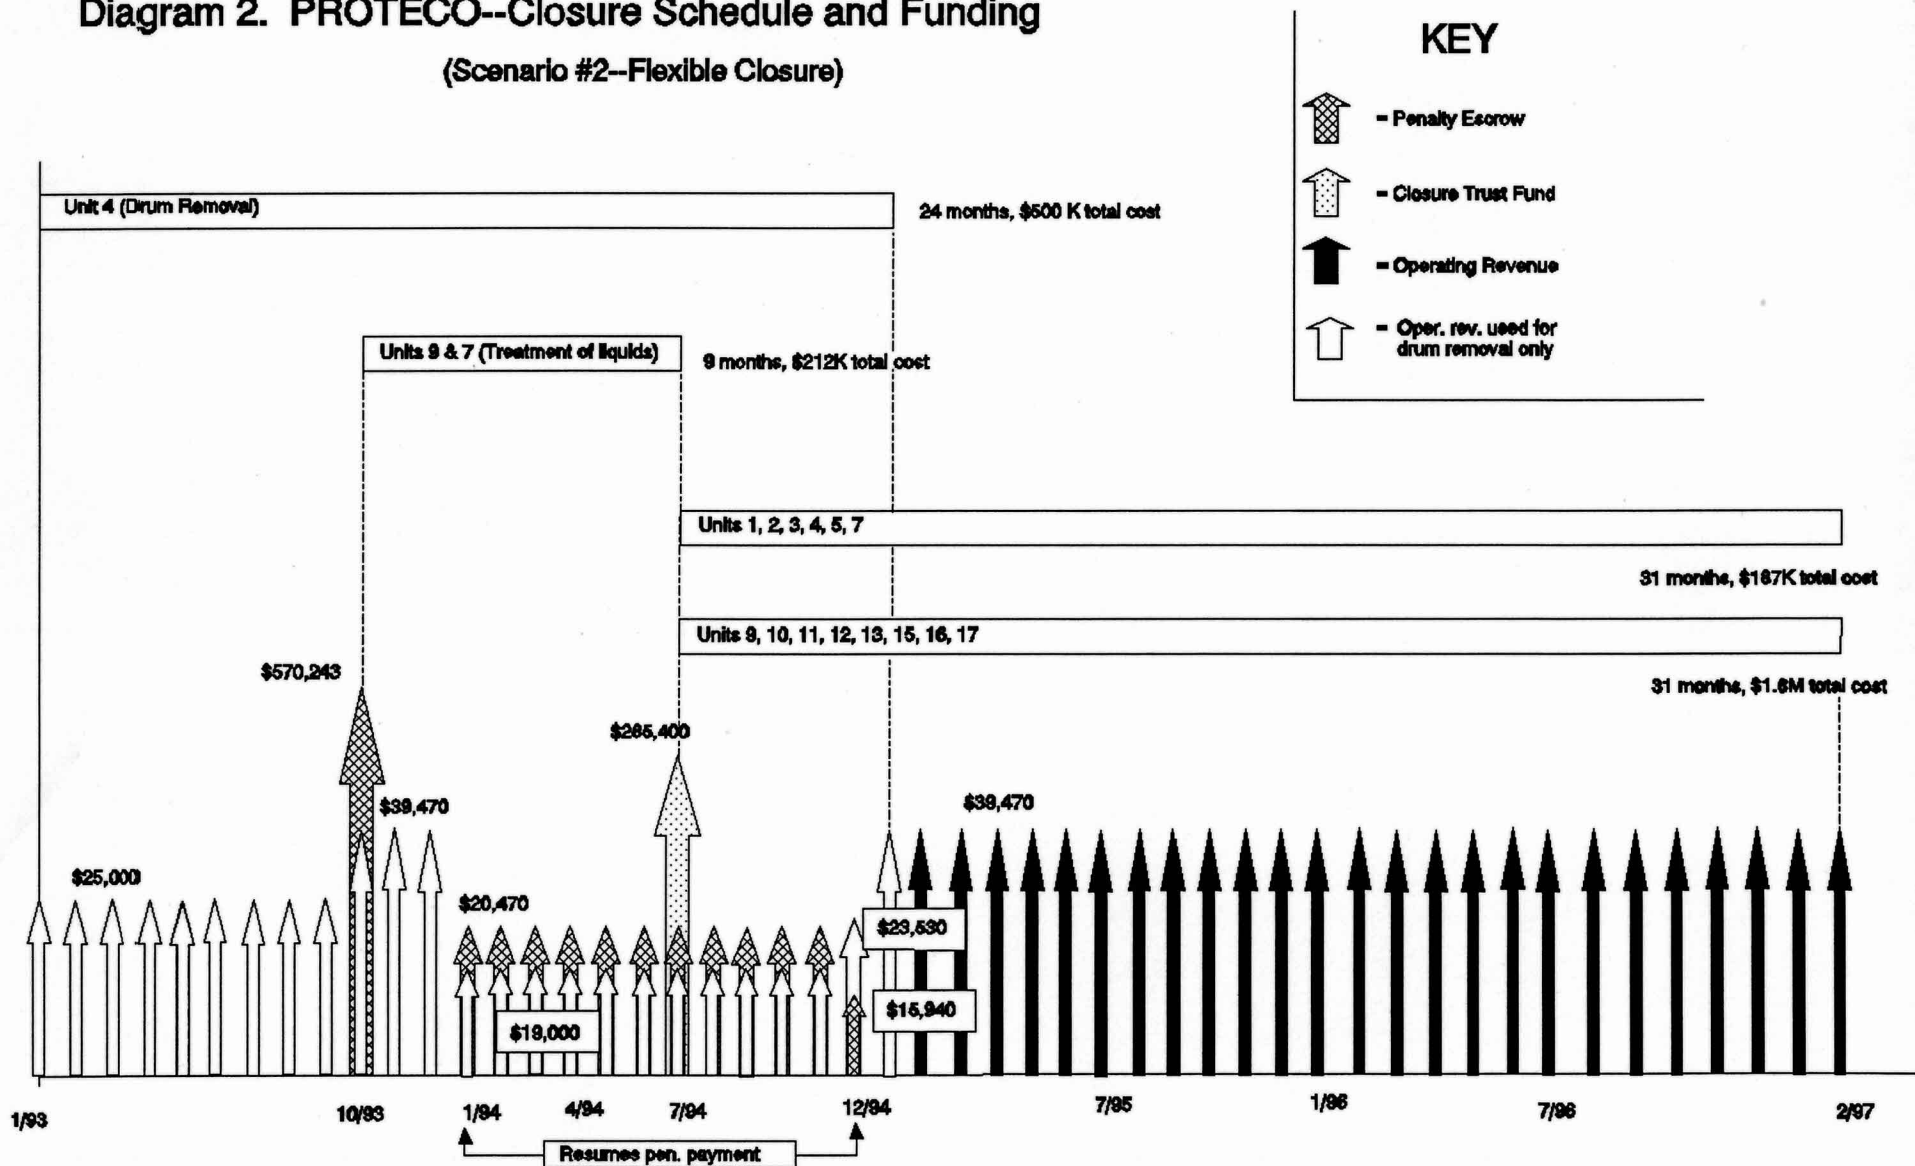 Diagram 2. PROTECO--Closure Schedule and Funding
(Scenario #2--Flexible Closure)
KEY
= Penalty Escrow
= Closure Trust Fund
= Operating Revenue
= Oper. rev. used for
drum removal only
Unit 4 (Drum Removal)
24 months, $500 K total cost
Units 9 & 7 (Treatment of liquids)
9 months, $212K total cost
Units 1, 2, 3, 4, 5, 7
31 months, $187K total cost
Units 9, 10, 11, 12, 13, 15, 16, 17
31 months, $1.6M total cost
$570,243
$265,400
$39,470
$39,470
$25,000
$20,470
$23,530
$15,940
$19,000
1/93
10/93
1/94
4/94
7/94
12/94
7/95
1/96
7/96
2/97
Resumes pen. payment